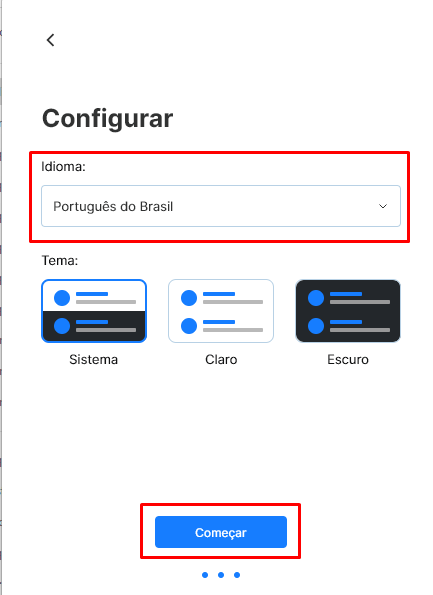 Configurar
Idioma:
Português do Brasil
Tema:
Sistema
Claro
Escuro
Começar